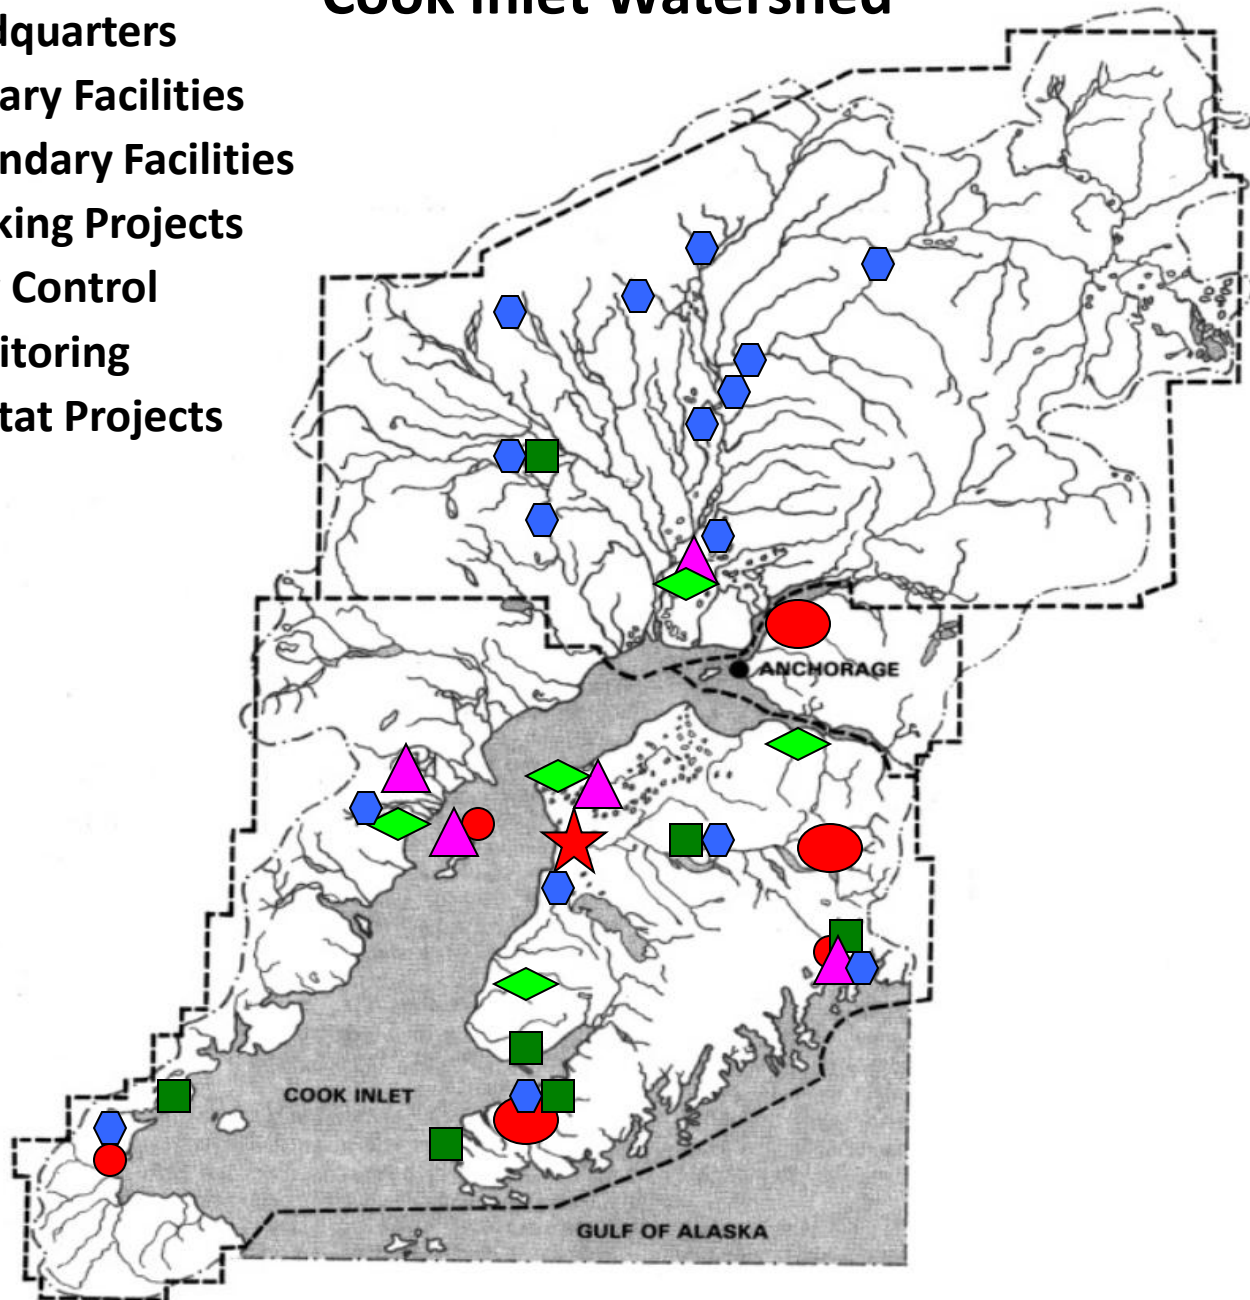 Cook Inlet Watershed
dquarters
ary Facilities
ndary Facilities
king Projects
Control
itoring
tat Projects
ANCHORAGE
COOK INLET
GULF OF ALASKA